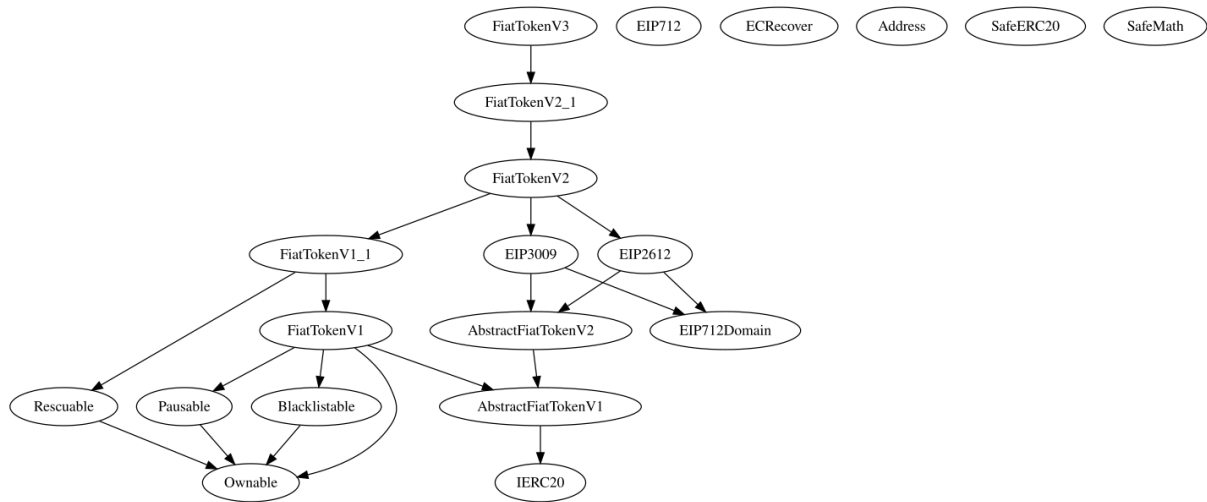 FiatTokenV3
EIP712
ECRecover
Address
SafeERC20
SafeMath
FiatTokenV2_1
FiatTokenV2
FiatTokenV1_1
EIP3009
EIP2612
FiatTokenV1
AbstractFiatTokenV2
EIP712Domain
Rescuable
Pausable
Blacklistable
AbstractFiatTokenV1
Ownable
IERC20